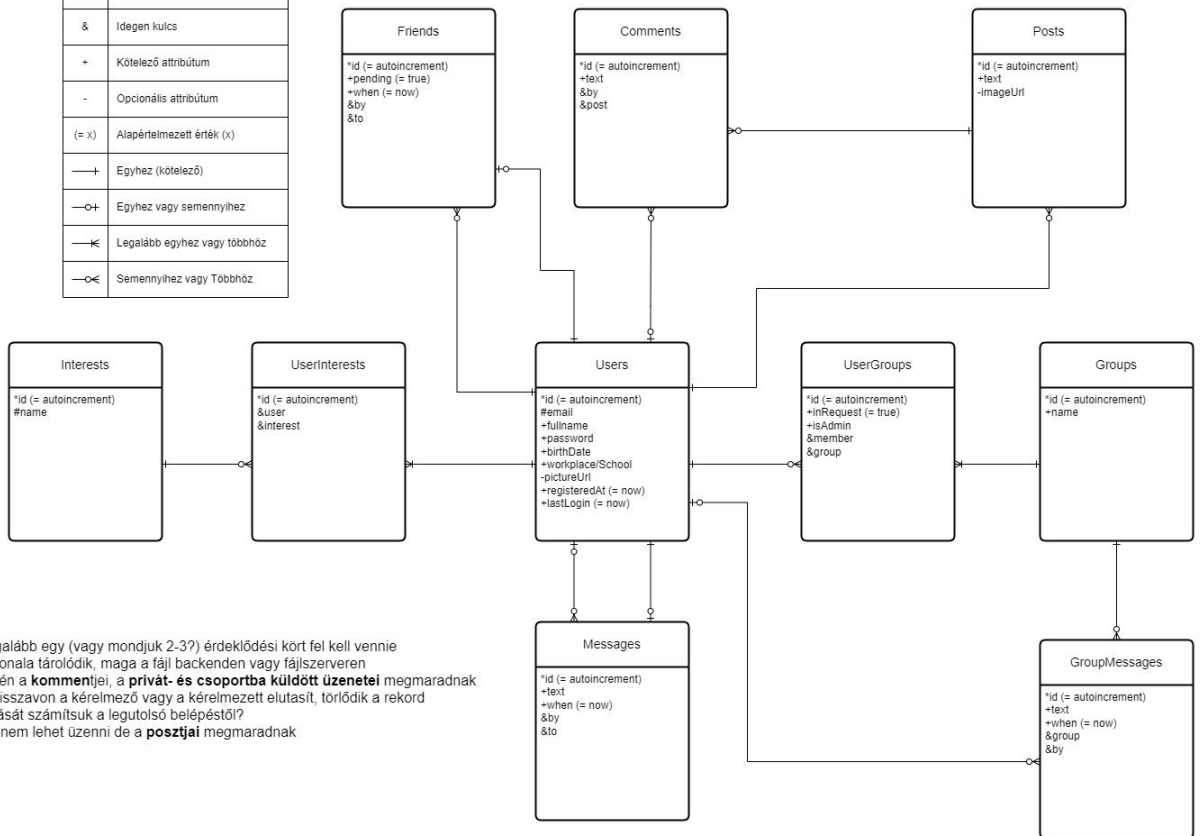 & Idegen kulcs
+ Kötelező attribútum
- Opcionális attribútum
(= x) Alapértelmezett érték (x)
Egyhez (kötelező)
Egyhez vagy semennyihez
Legalább egyhez vagy többhöz
Semennyihez vagy Többhöz
Friends
*id (= autoincrement)
+pending (= true)
+when (= now)
&by
&to
Comments
*id (= autoincrement)
+text
&by
&post
Posts
*id (= autoincrement)
+text
-imageUrl
Interests
*id (= autoincrement)
#name
UserInterests
*id (= autoincrement)
&user
&interest
Users
*id (= autoincrement)
#email
+fullname
+password
+birthDate
+workplace/School
-pictureUrl
+registeredAt (= now)
+lastLogin (= now)
UserGroups
*id (= autoincrement)
+inRequest (= true)
+isAdmin
&member
&group
Groups
*id (= autoincrement)
+name
galább egy (vagy mondjuk 2-3?) érdeklődési kört fel kell vennie
onala tárolódik, maga a fájl backenden vagy fájlszerveren
én a kommentjei, a privát- és csoportba küldött üzenetei megmaradnak
isszavon a kérelmező vagy a kérelmezett elutasít, törlődik a rekord
ását számítsuk a legutolsó belépéstől?
nem lehet üzenni de a posztjai megmaradnak
Messages
*id (= autoincrement)
+text
+when (= now)
&by
&to
GroupMessages
*id (= autoincrement)
+text
+when (= now)
&group
&by